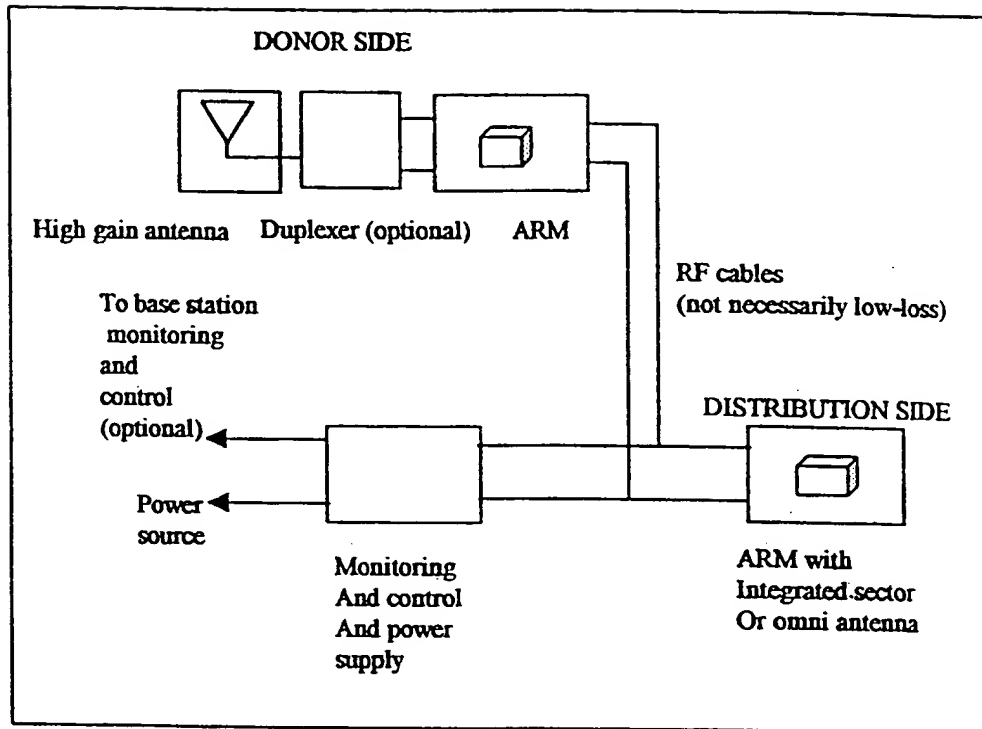 DONOR SIDE
High gain antenna
Duplexer (optional)
ARM
RF cables
(not necessarily low-loss)
To base station
monitoring
and
control
(optional)
DISTRIBUTION SIDE
Power
source
Monitoring
And control
And power
supply
ARM with
Integrated sector
Or omni antenna